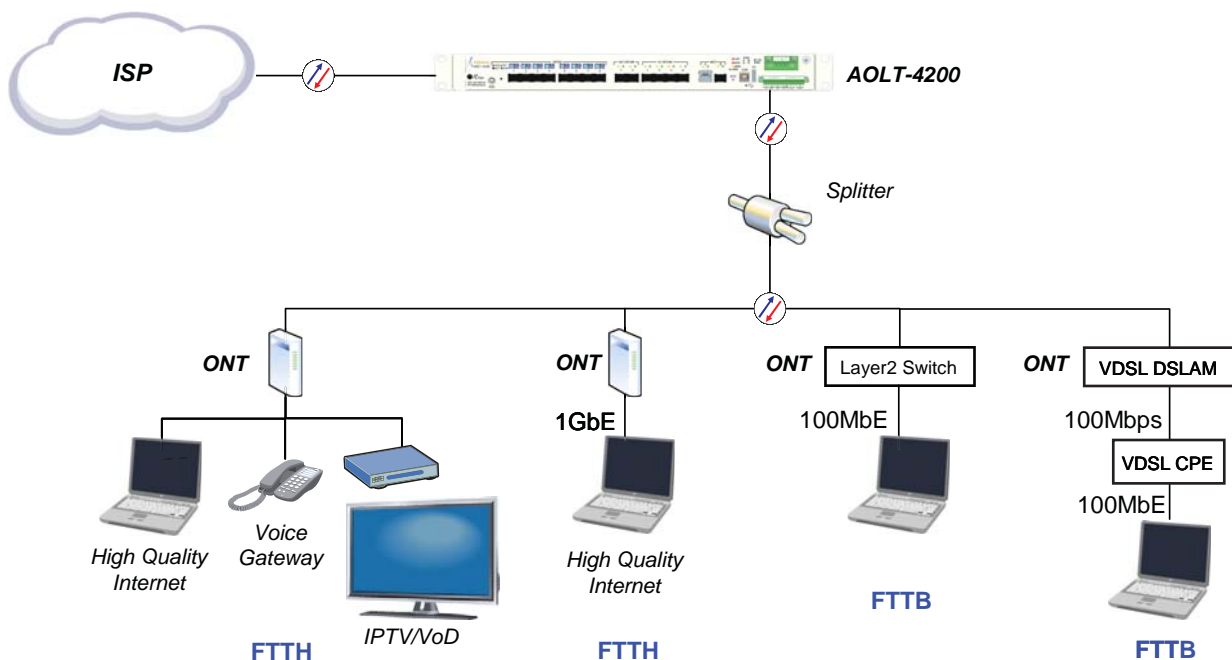 ISP
AOLT-4200
Splitter
ONT
ONT
ONT
Layer2 Switch
ONT
VDSL DSLAM
1GbE
100MbE
100Mbps
VDSL CPE
100MbE
High Quality
Internet
Voice
Gateway
IPTV/VoD
High Quality
Internet
FTTH
FTTH
FTTB
FTTB